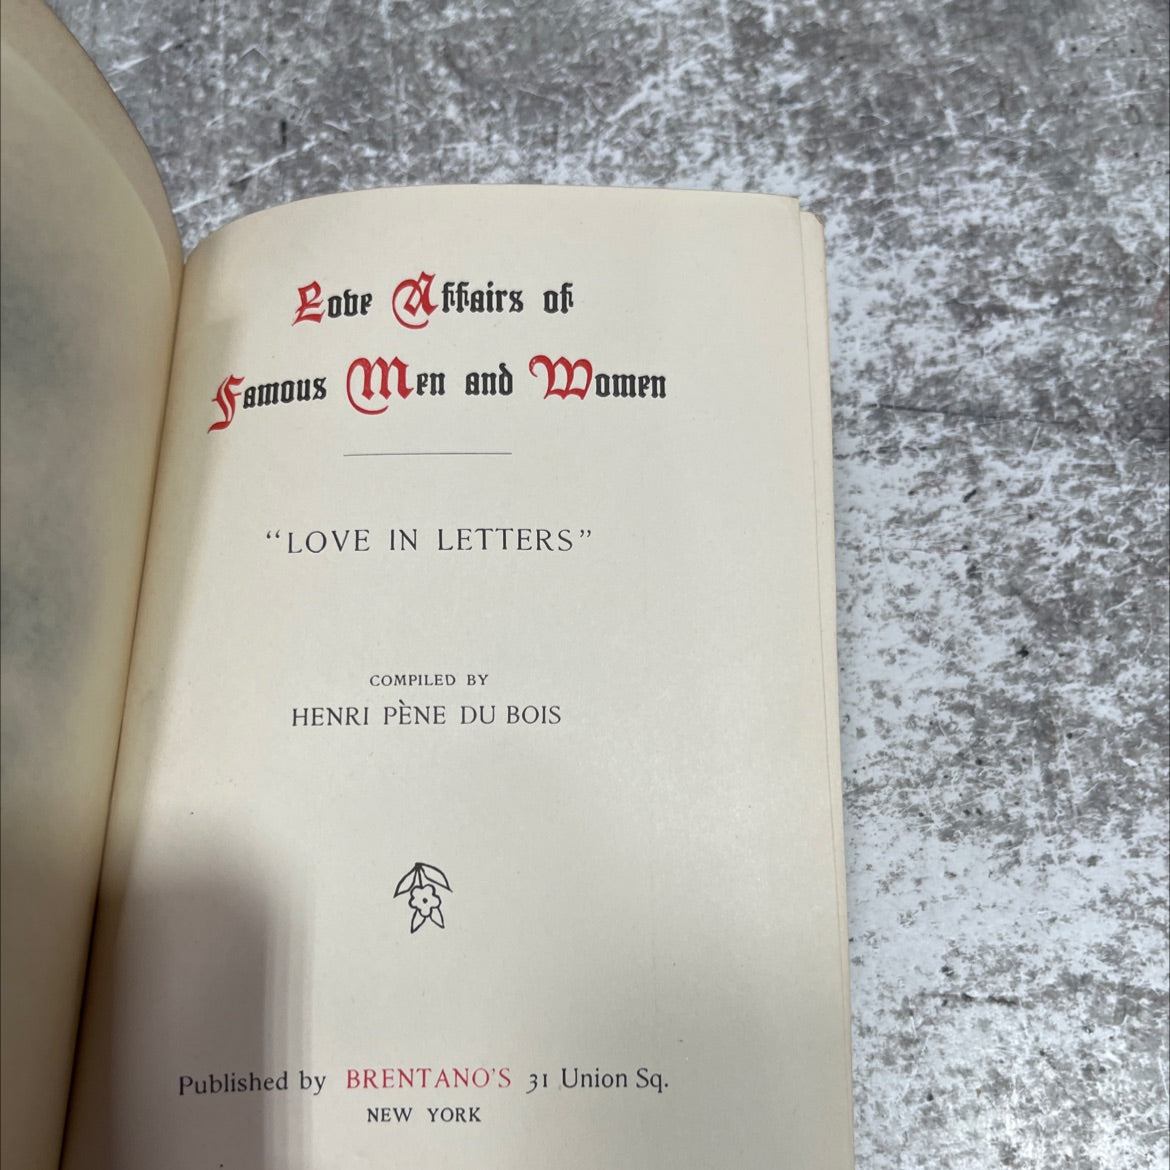 Love Affairs of
Famous Men and Women
"LOVE IN LETTERS"
COMPILED BY
HENRI PÈNE DU BOIS
Published by BRENTANO'S 31 Union Sq.
NEW YORK